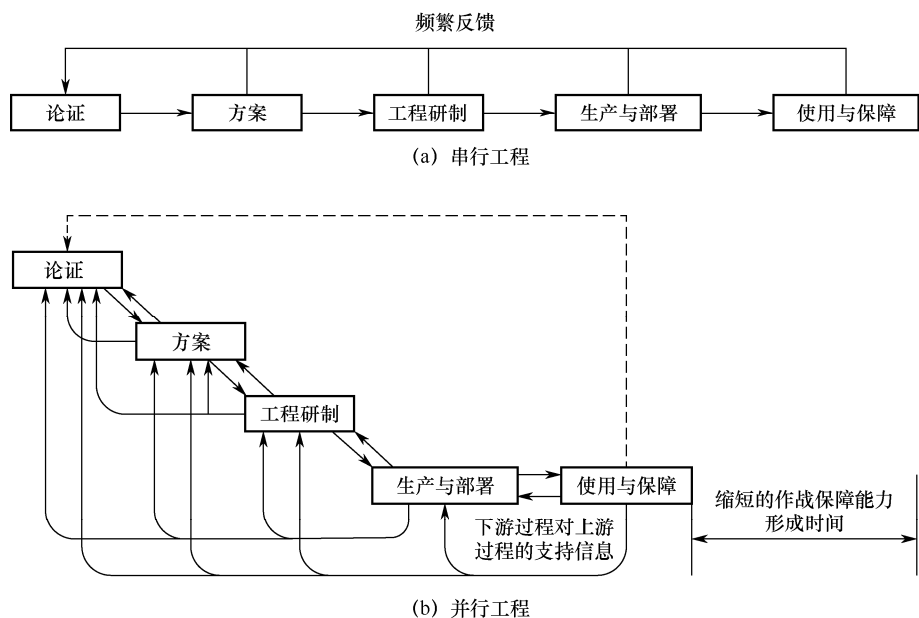 频繁反馈
论证
方案
工程研制
生产与部署
使用与保障
(a) 串行工程
论证
方案
工程研制
生产与部署
使用与保障
缩短的作战保障能力
形成时间
下游过程对上游
过程的支持信息
(b) 并行工程